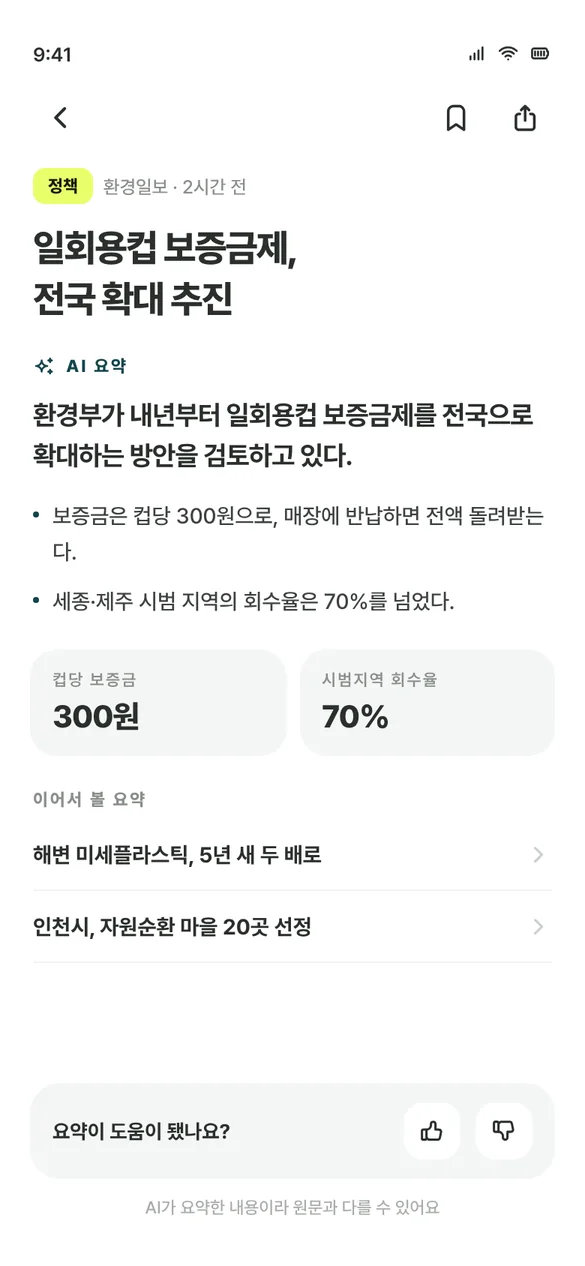 9:41
정책 환경일보 · 2시간 전
일회용컵 보증금제,
전국 확대 추진
AI 요약
환경부가 내년부터 일회용컵 보증금제를 전국으로
확대하는 방안을 검토하고 있다.
• 보증금은 컵당 300원으로, 매장에 반납하면 전액 돌려받는
다.
• 세종·제주 시범 지역의 회수율은 70%를 넘었다.
컵당 보증금
300원
시범지역 회수율
70%
이어서 볼 요약
해변 미세플라스틱, 5년 새 두 배로
인천시, 자원순환 마을 20곳 선정
요약이 도움이 됐나요?
AI가 요약한 내용이라 원문과 다를 수 있어요